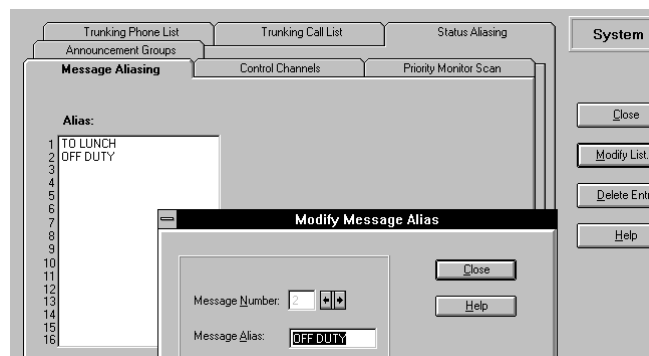 Trunking Phone List Trunking Call List Status Aliasing System
Announcement Groups
Message Aliasing Control Channels Priority Monitor Scan
Close
Alias:
1 TO LUNCH
2 OFF DUTY
Modify List.
3
4
5
Delete Entr
6
7
Modify Message Alias
8
Help
9
10
Close
11
12
13
Message Number: 2
Help
14
15
16
Message Alias: OFF DUTY